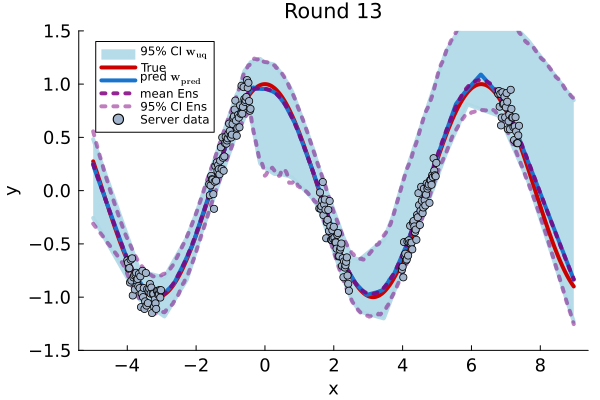 Round 13
1.5
1.0
0.5
0.0
−0.5
−1.0
−1.5
y
−4 −2 0 2 4 6 8
x
95% CI w_uq
True
pred w_pred
mean Ens
95% CI Ens
Server data